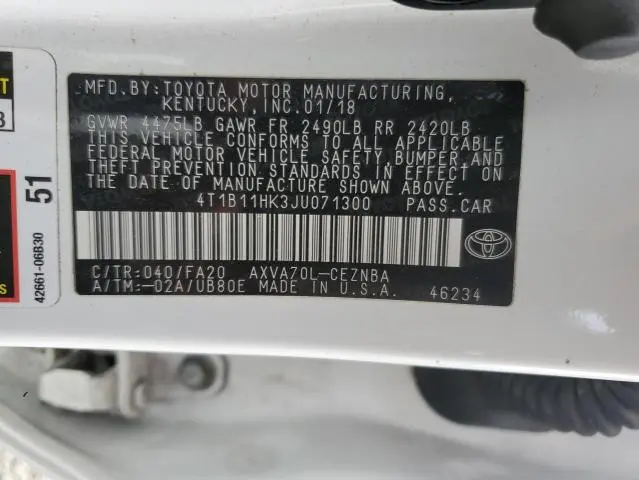 MFD.BY:TOYOTA MOTOR MANUFACTURING,
KENTUCKY, INC. 01/18
GVWR 4475LB GAWR FR 2490LB RR 2420LB
THIS VEHICLE CONFORMS TO ALL APPLICABLE
FEDERAL MOTOR VEHICLE SAFETY, BUMPER, AND
THEFT PREVENTION STANDARDS IN EFFECT ON
THE DATE OF MANUFACTURE SHOWN ABOVE.
4T1B11HK3JU071300 PASS.CAR
C/TR:040/FA20 AXVA70L-CEZNBA
A/TM:-02A/UB80E MADE IN U.S.A. 46234
TOYOTA
51
42661-06B30